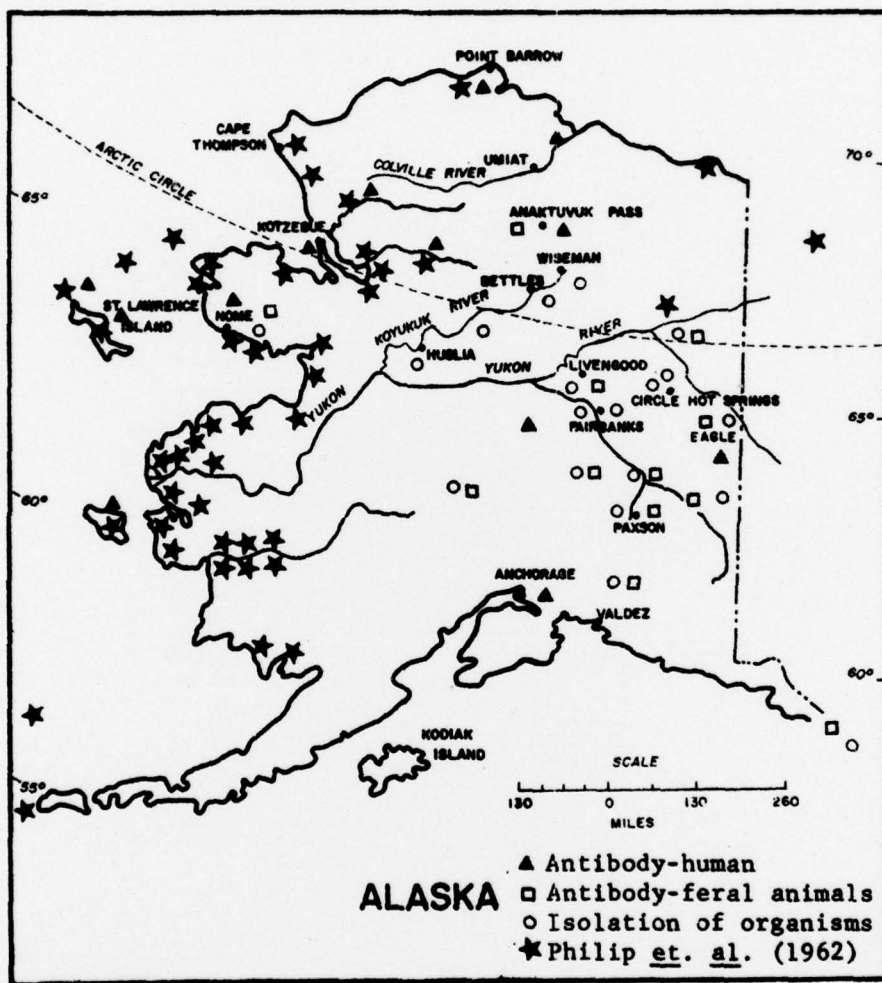 POINT BARROW
CAPE
THOMPSON
ARCTIC CIRCLE
COLVILLE RIVER
UMIAT
70°
65°
ANAKTUVUK PASS
KOTZEBUE
WISEMAN
BETTLES
ST. LAWRENCE
ISLAND
NOME
KOYUKUK RIVER
RIVER
HUSLIA
YUKON
LIVENGOOD
CIRCLE HOT SPRINGS
YUKON
FAIRBANKS
EAGLE
65°
60°
PAXSON
ANCHORAGE
VALDEZ
60°
KODIAK
ISLAND
SCALE
55°
130 0 130 260
MILES
ALASKA
▲ Antibody-human
□ Antibody-feral animals
○ Isolation of organisms
★ Philip et. al. (1962)